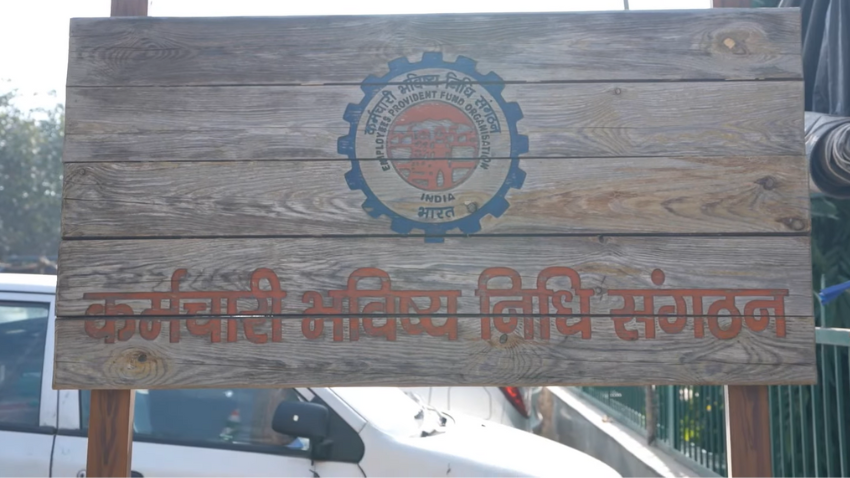 कर्मचारी भविष्य निधि संगठन
EMPLOYEES PROVIDENT FUND ORGANISATION
INDIA
भारत
कर्मचारी भविष्य निधि संगठन